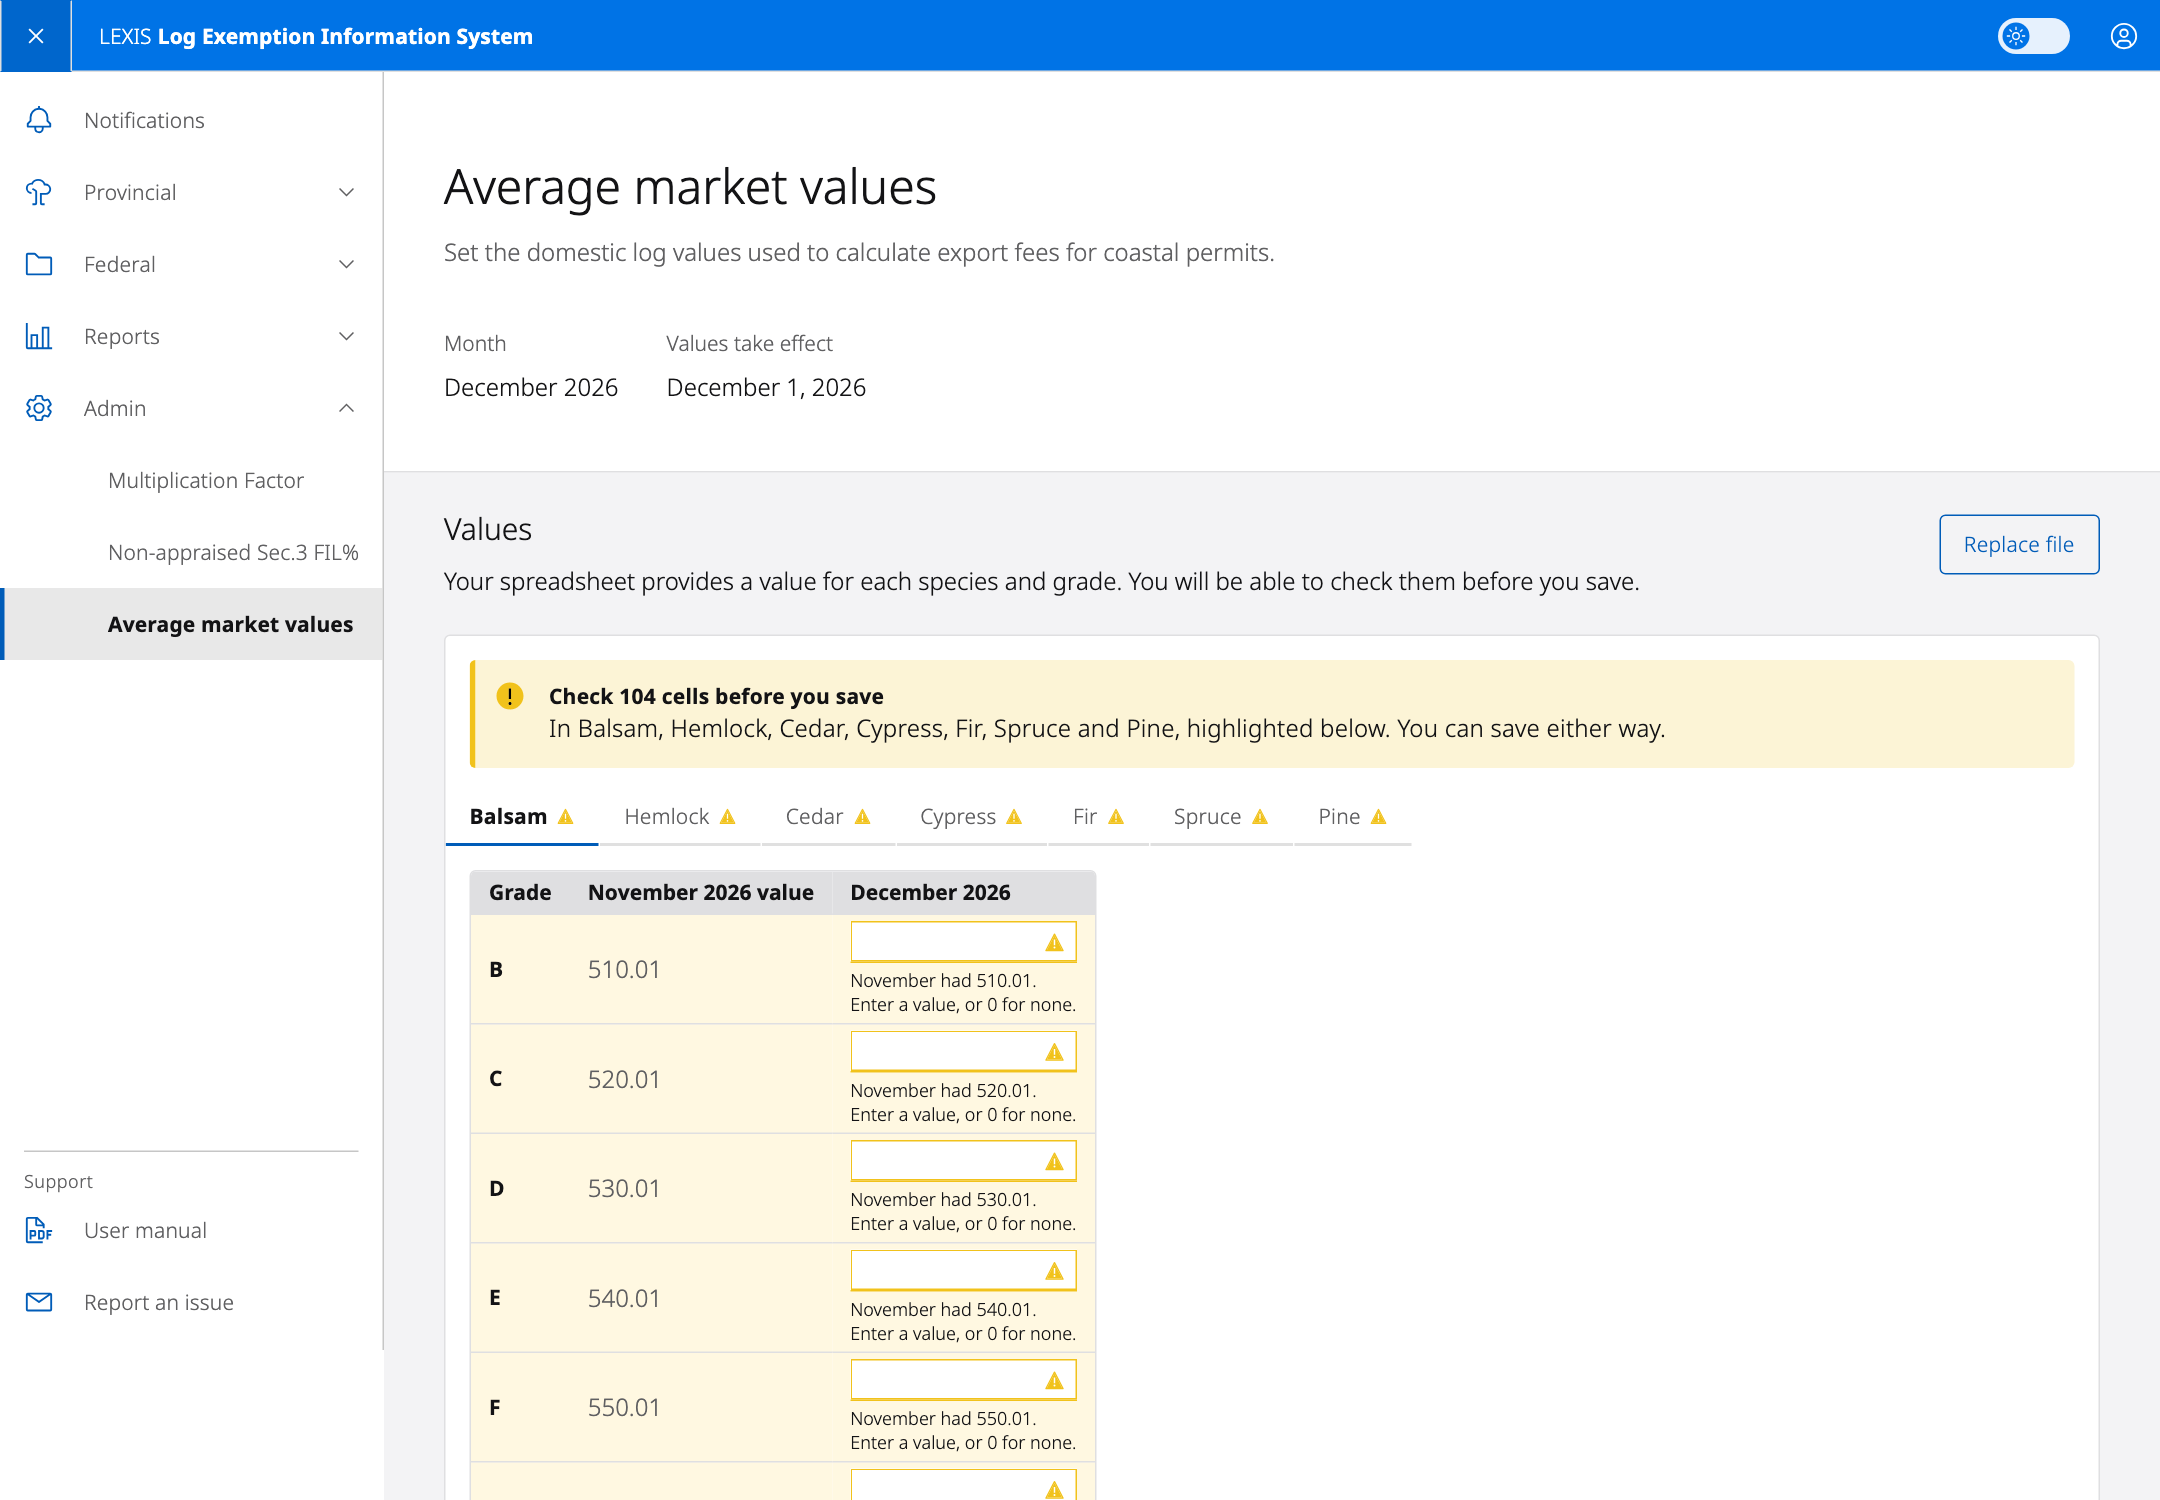 LEXIS Log Exemption Information System
Notifications
Provincial
Federal
Reports
Admin
Multiplication Factor
Non-appraised Sec.3 FIL%
Average market values
Support
User manual
Report an issue
Average market values
Set the domestic log values used to calculate export fees for coastal permits.
Month
December 2026
Values take effect
December 1, 2026
Values
Your spreadsheet provides a value for each species and grade. You will be able to check them before you save.
Replace file
Check 104 cells before you save
In Balsam, Hemlock, Cedar, Cypress, Fir, Spruce and Pine, highlighted below. You can save either way.
Balsam Hemlock Cedar Cypress Fir Spruce Pine
Grade November 2026 value December 2026
B 510.01
November had 510.01.
Enter a value, or 0 for none.
C 520.01
November had 520.01.
Enter a value, or 0 for none.
D 530.01
November had 530.01.
Enter a value, or 0 for none.
E 540.01
November had 540.01.
Enter a value, or 0 for none.
F 550.01
November had 550.01.
Enter a value, or 0 for none.